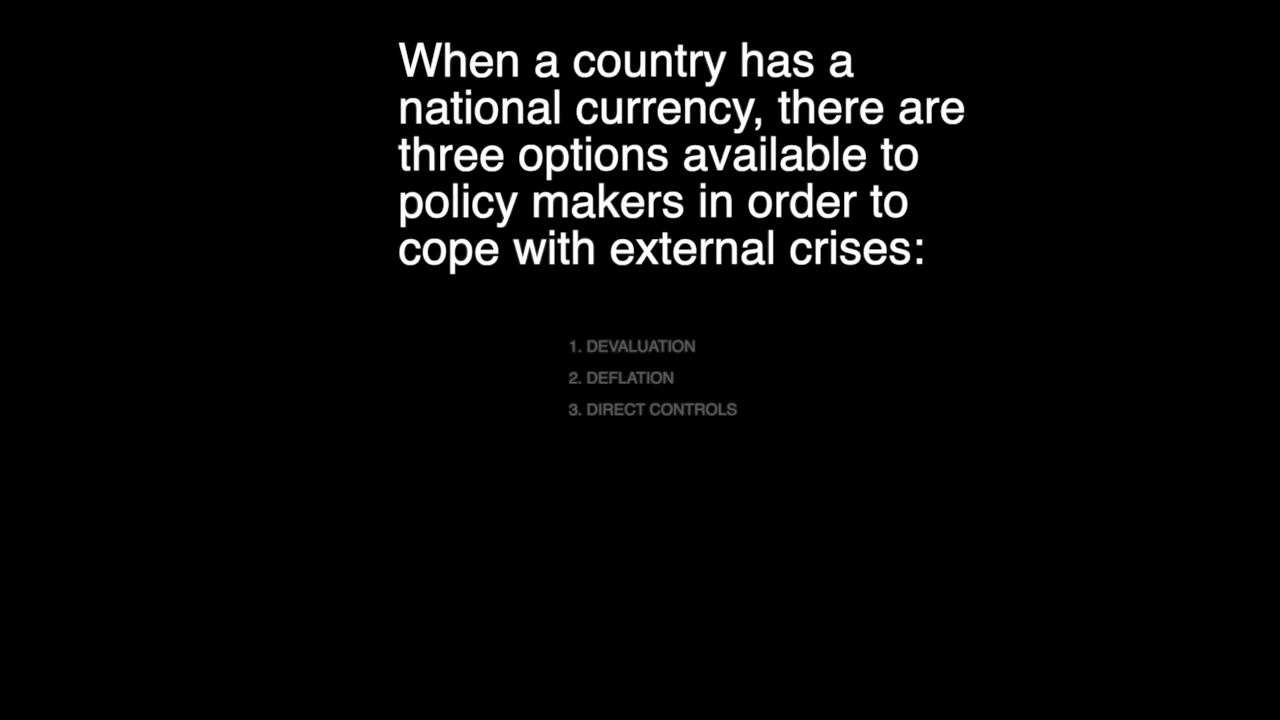 When a country has a
national currency, there are
three options available to
policy makers in order to
cope with external crises:
1. DEVALUATION
2. DEFLATION
3. DIRECT CONTROLS